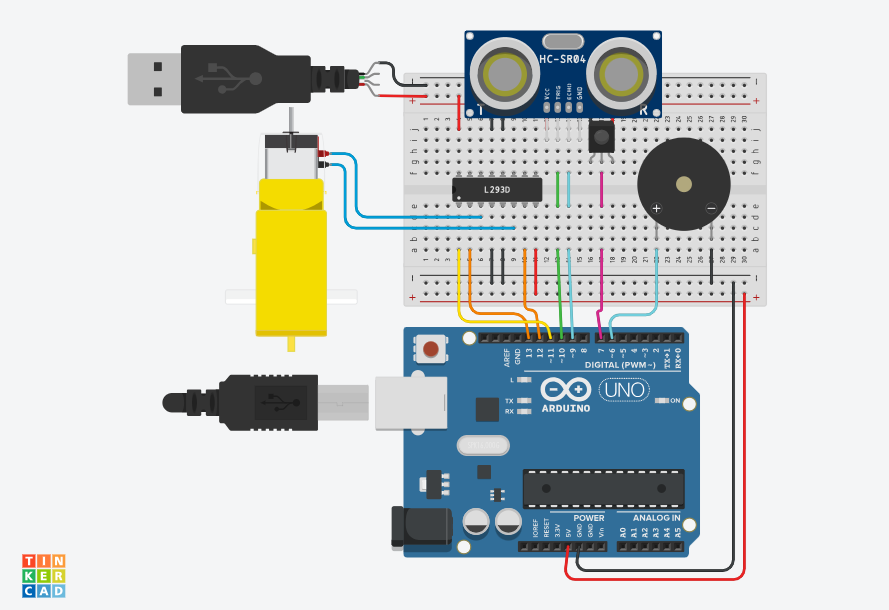 HC-SR04
VCC
TRIG
ECHO
GND
T
R
j
i
h
g
f
L293D
e
d
c
b
a
+
−
AREF
GND
13
12
~11
~10
~9
8
7
~6
~5
4
~3
2
TX→1
RX←0
DIGITAL (PWM~)
L
TX
RX
ARDUINO
UNO
ON
POWER
ANALOG IN
IOREF
RESET
3.3V
5V
GND
GND
Vin
A0
A1
A2
A3
A4
A5
TIN
KER
CAD